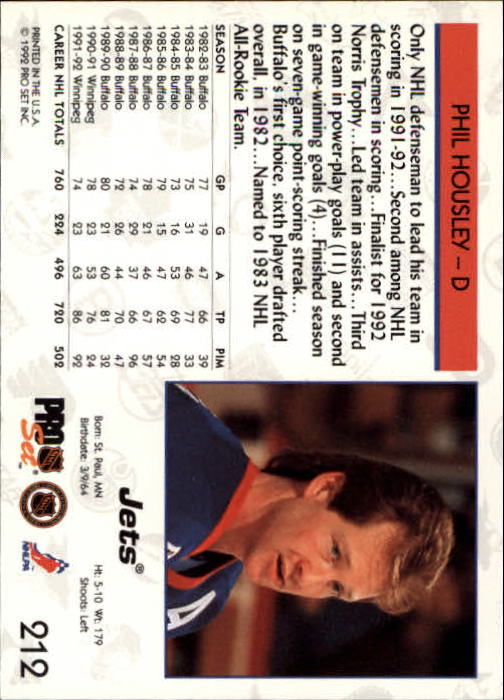 PHIL HOUSLEY – D
Only NHL defenseman to lead his team in
scoring in 1991-92... Second among NHL
defensemen in scoring...Finalist for 1992
Norris Trophy...Led team in assists...Third
on team in power-play goals (11) and second
in game-winning goals (4)...Finished season
on seven-game point-scoring streak...
Buffalo's first choice, sixth player drafted
overall, in 1982...Named to 1983 NHL
All-Rookie Team.
SEASON GP G A TP PIM
1982-83 Buffalo 77 19 47 66 39
1983-84 Buffalo 75 31 46 77 33
1984-85 Buffalo 73 16 53 69 28
1985-86 Buffalo 79 15 47 62 54
1986-87 Buffalo 78 21 46 67 57
1987-88 Buffalo 74 29 37 66 96
1988-89 Buffalo 72 26 44 70 47
1989-90 Buffalo 80 21 60 81 32
1990-91 Winnipeg 78 23 53 76 24
1991-92 Winnipeg 74 23 63 86 92
CAREER NHL TOTALS 760 224 496 720 502
PRINTED IN THE U.S.A.
© 1992 PRO SET INC.
A
Jets®
Born: St. Paul, MN Ht: 5-10 Wt: 179
Birthdate: 3/9/64 Shoots: Left
PRO Set™
NHLPA
212